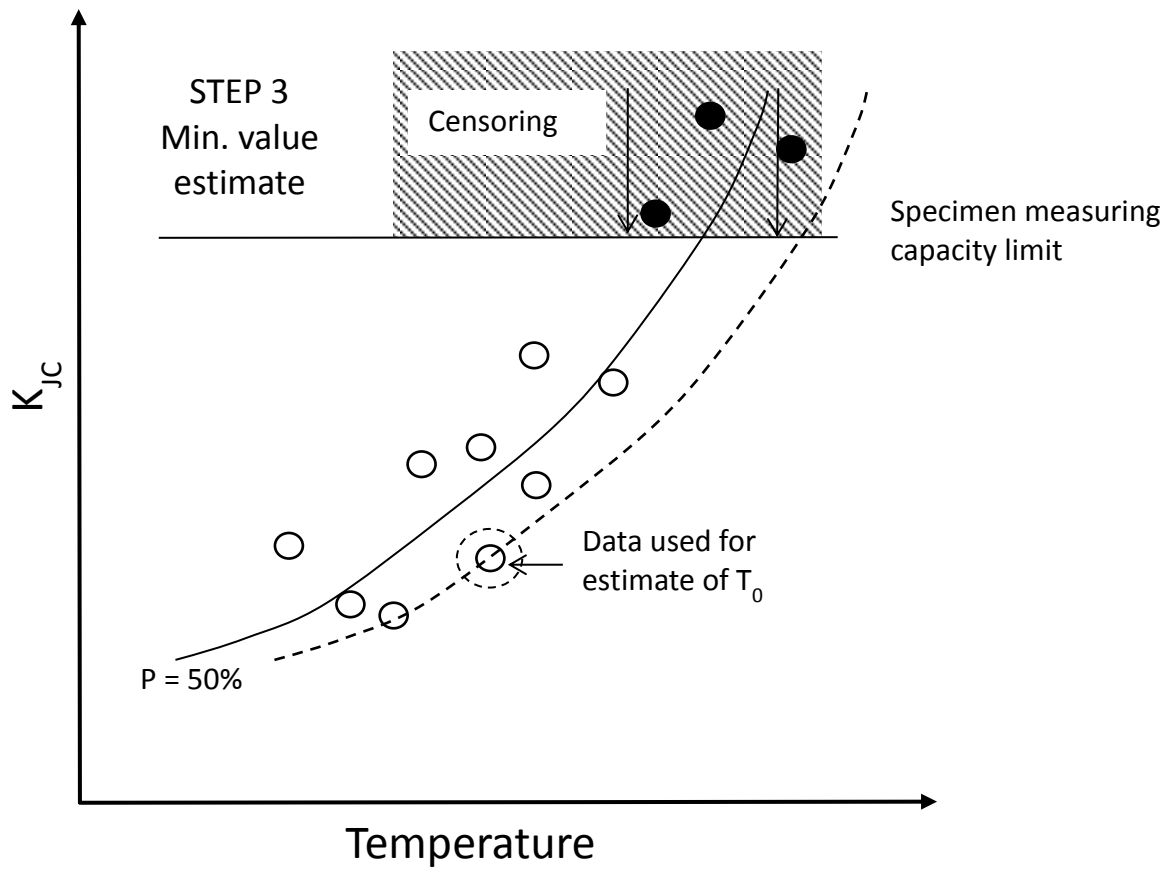 STEP 3
Min. value
estimate
Censoring
Specimen measuring
capacity limit
K_JC
Data used for
estimate of T_0
P = 50%
Temperature